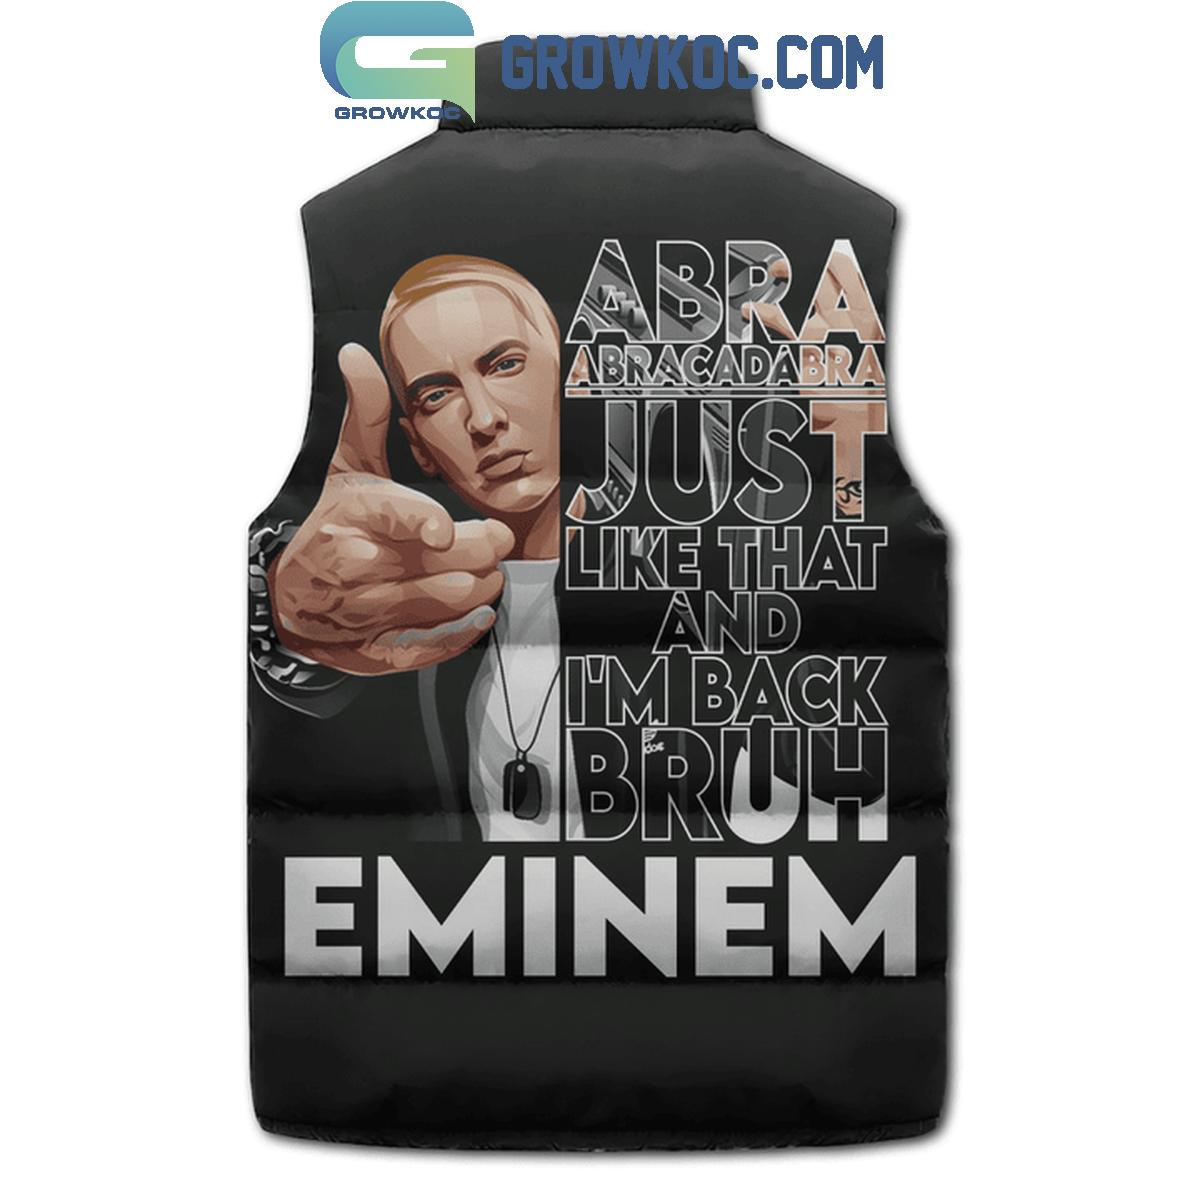 GROWKOC.COM
GROWKOC
ABRA
ABRACADABRA
JUST
LIKE THAT
AND
I'M BACK
BRUH
EMINEM